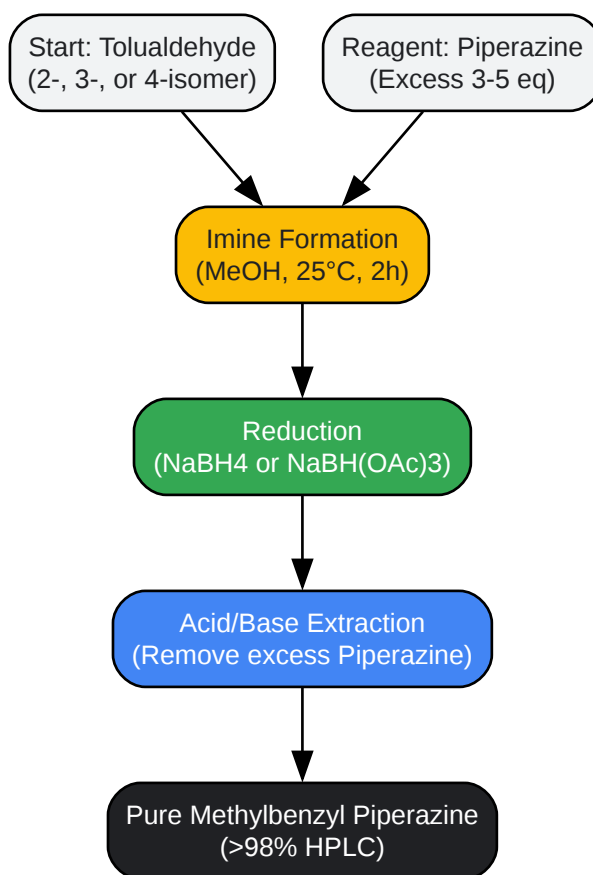 Start: Tolualdehyde
(2-, 3-, or 4-isomer)
Reagent: Piperazine
(Excess 3-5 eq)
Imine Formation
(MeOH, 25°C, 2h)
Reduction
(NaBH4 or NaBH(OAc)3)
Acid/Base Extraction
(Remove excess Piperazine)
Pure Methylbenzyl Piperazine
(>98% HPLC)